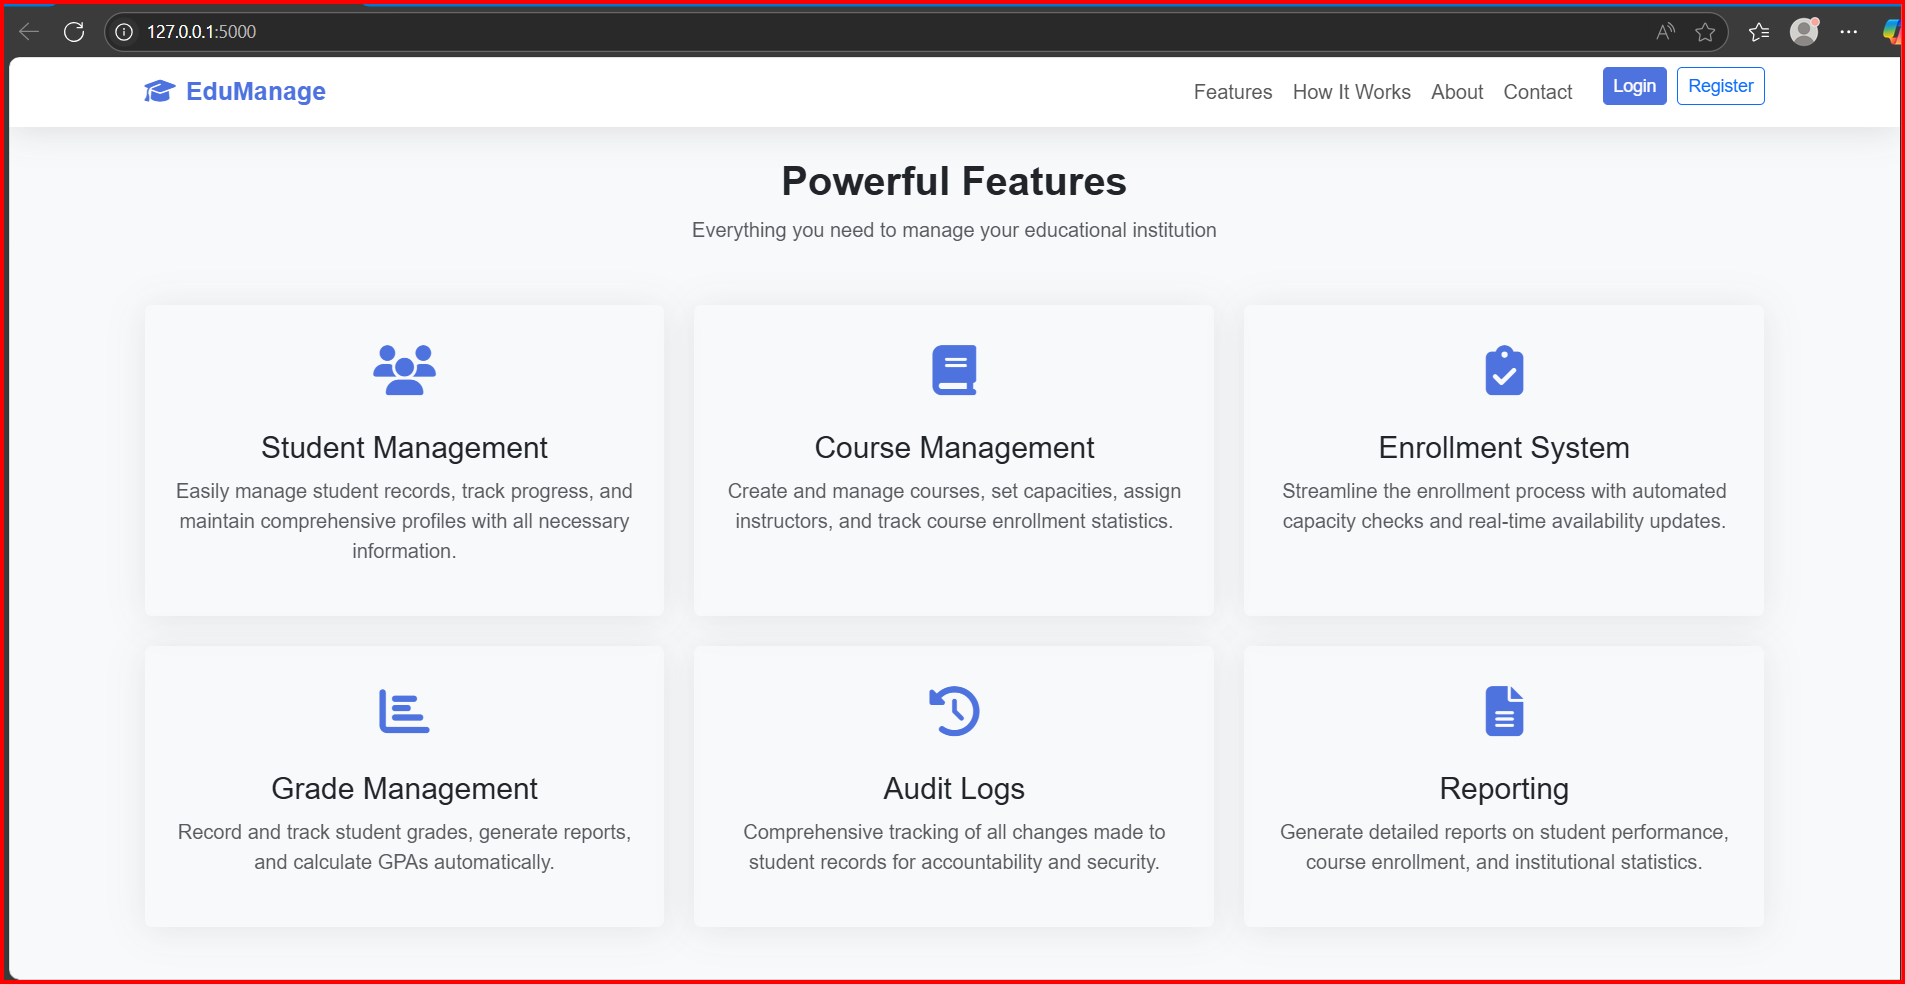 127.0.0.1:5000
EduManage
Features How It Works About Contact Login Register
Powerful Features
Everything you need to manage your educational institution
Student Management
Easily manage student records, track progress, and
maintain comprehensive profiles with all necessary
information.
Course Management
Create and manage courses, set capacities, assign
instructors, and track course enrollment statistics.
Enrollment System
Streamline the enrollment process with automated
capacity checks and real-time availability updates.
Grade Management
Record and track student grades, generate reports,
and calculate GPAs automatically.
Audit Logs
Comprehensive tracking of all changes made to
student records for accountability and security.
Reporting
Generate detailed reports on student performance,
course enrollment, and institutional statistics.